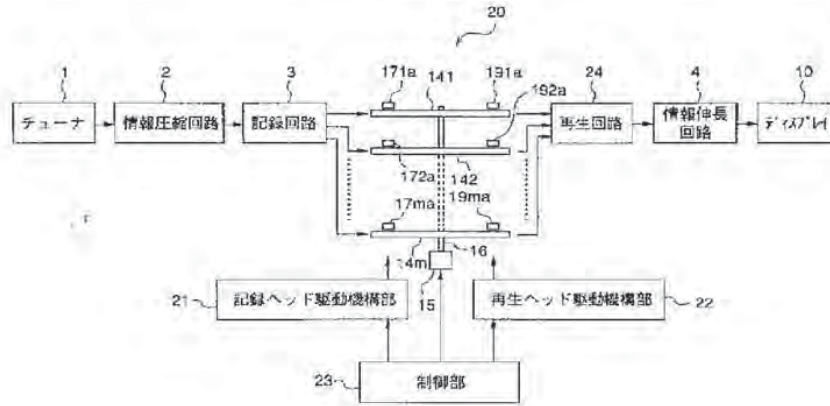 20
1
2
3
171a
141
191a
192a
24
4
10
チューナ
情報圧縮回路
記録回路
再生回路
情報伸長
回路
ディスプレイ
172a
142
17ma
19ma
14m
16
15
21
記録ヘッド駆動機構部
再生ヘッド駆動機構部
22
23
制御部